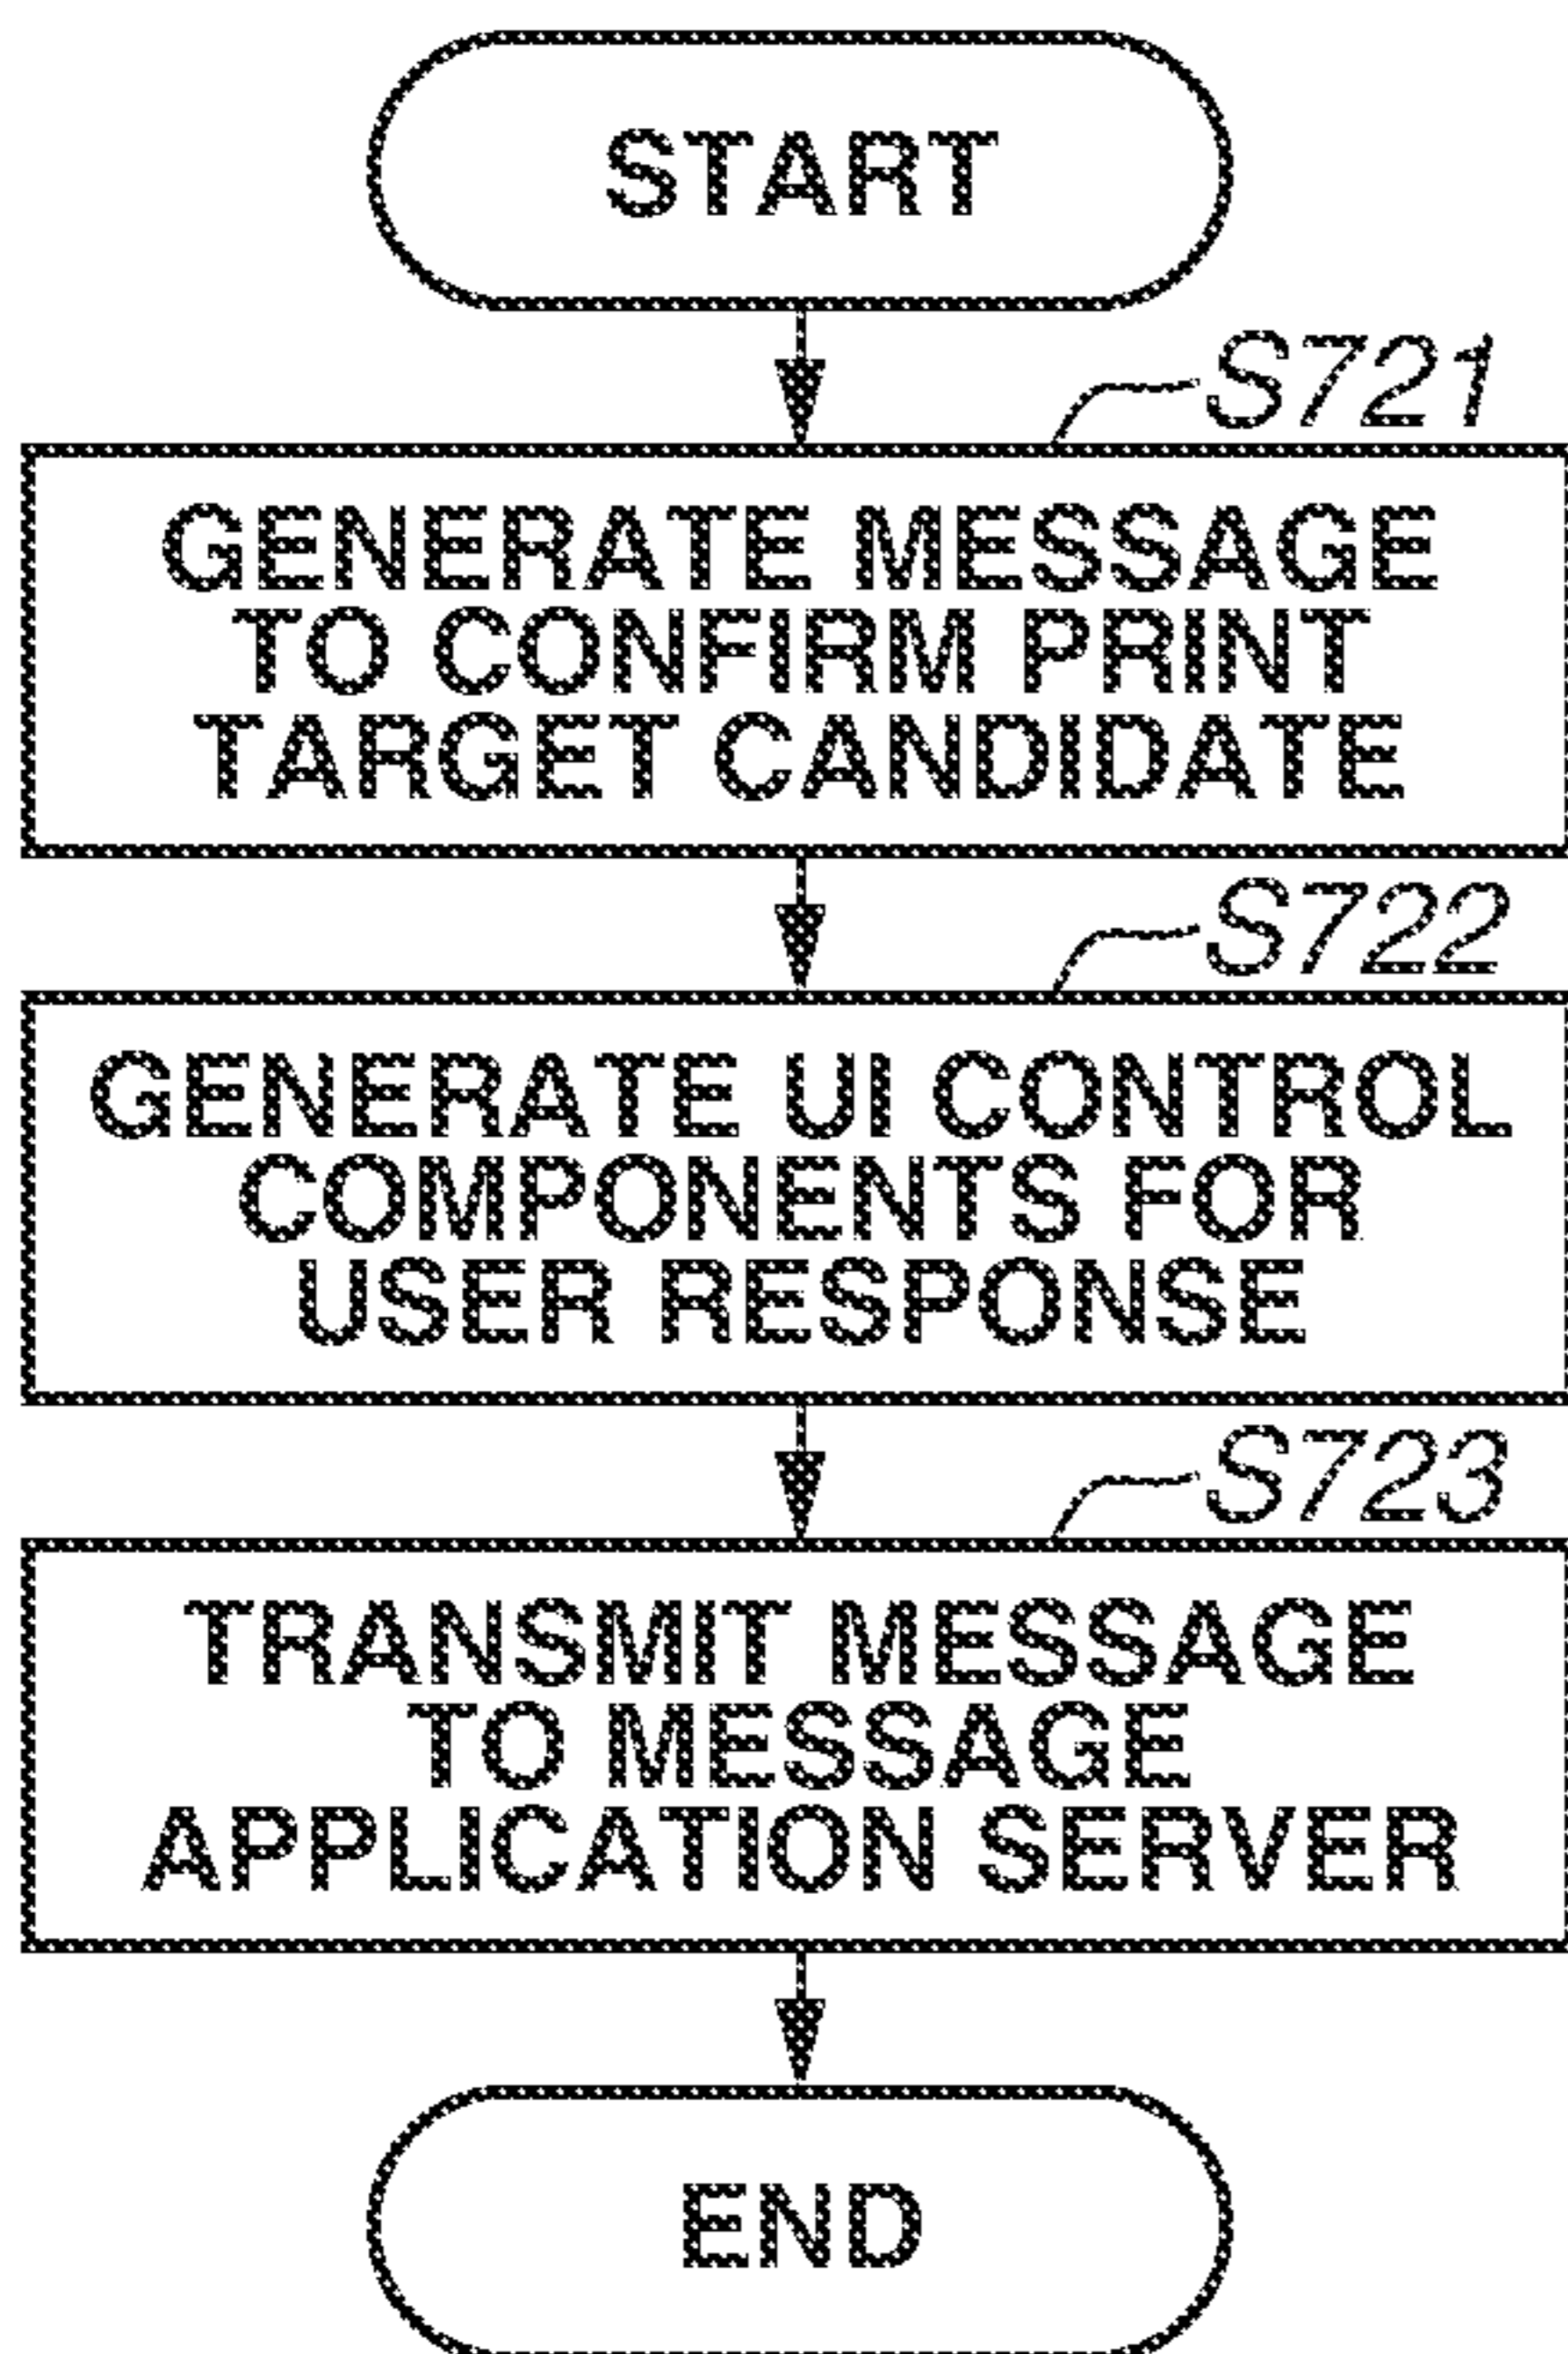 START
S721
GENERATE MESSAGE
TO CONFIRM PRINT
TARGET CANDIDATE
S722
GENERATE UI CONTROL
COMPONENTS FOR
USER RESPONSE
S723
TRANSMIT MESSAGE
TO MESSAGE
APPLICATION SERVER
END